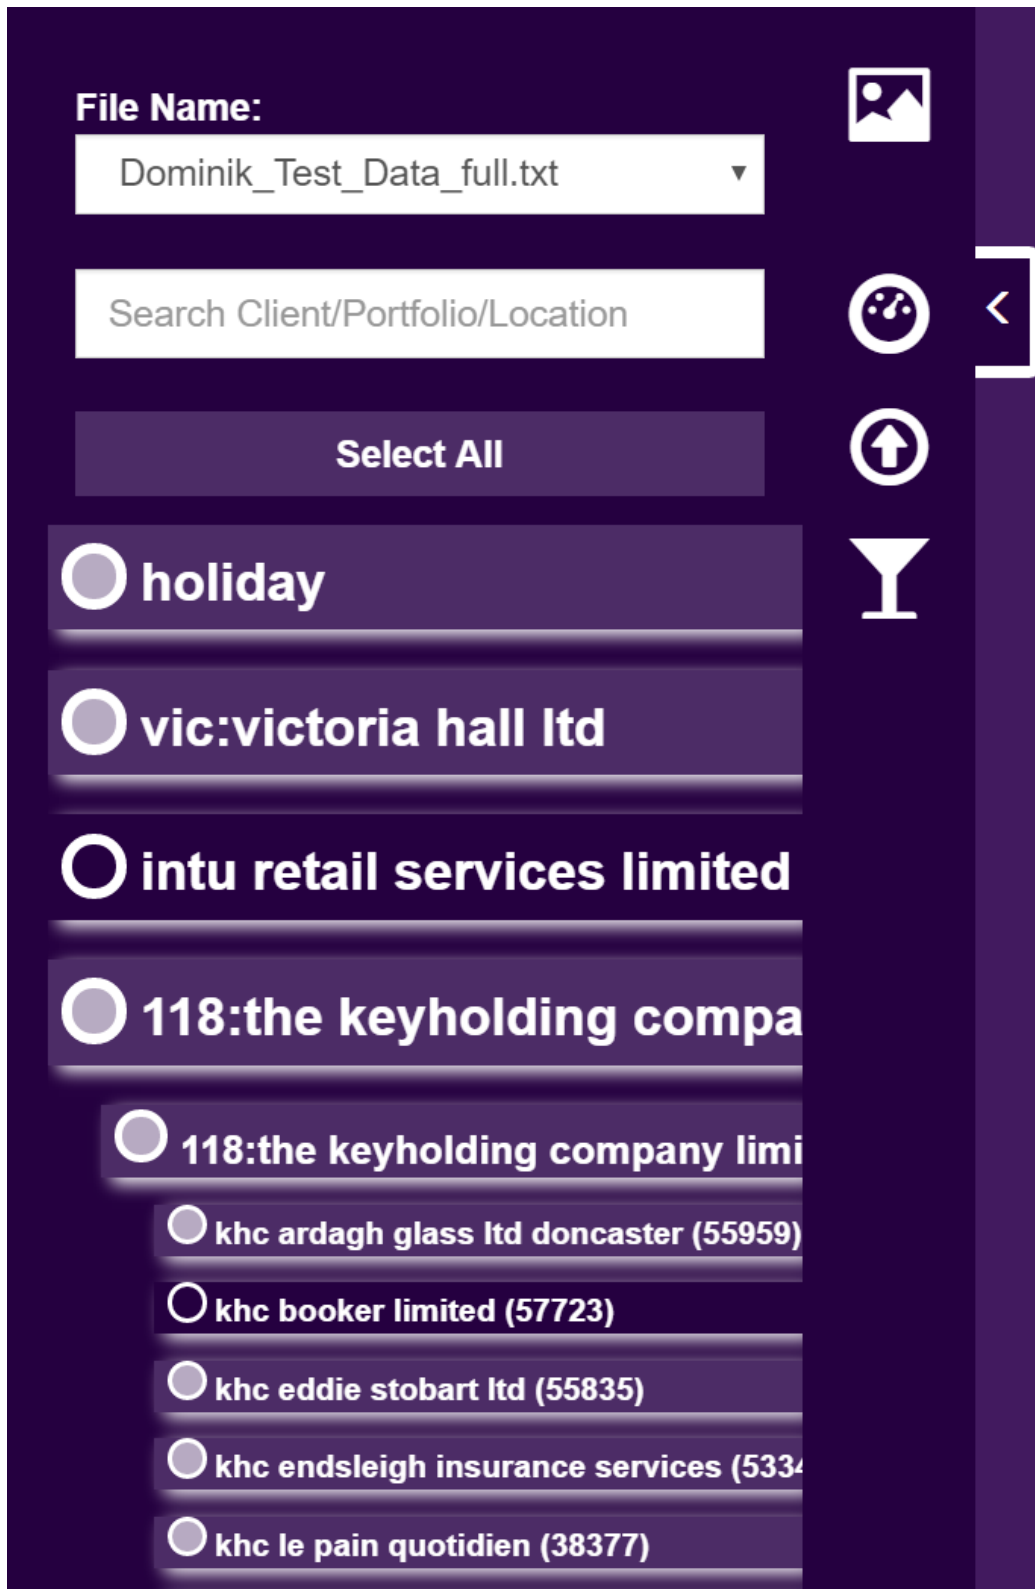 File Name:
Dominik_Test_Data_full.txt
Search Client/Portfolio/Location
Select All
holiday
vic:victoria hall ltd
intu retail services limited
118:the keyholding compa
118:the keyholding company limi
khc ardagh glass ltd doncaster (55959)
khc booker limited (57723)
khc eddie stobart ltd (55835)
khc endsleigh insurance services (5334
khc le pain quotidien (38377)